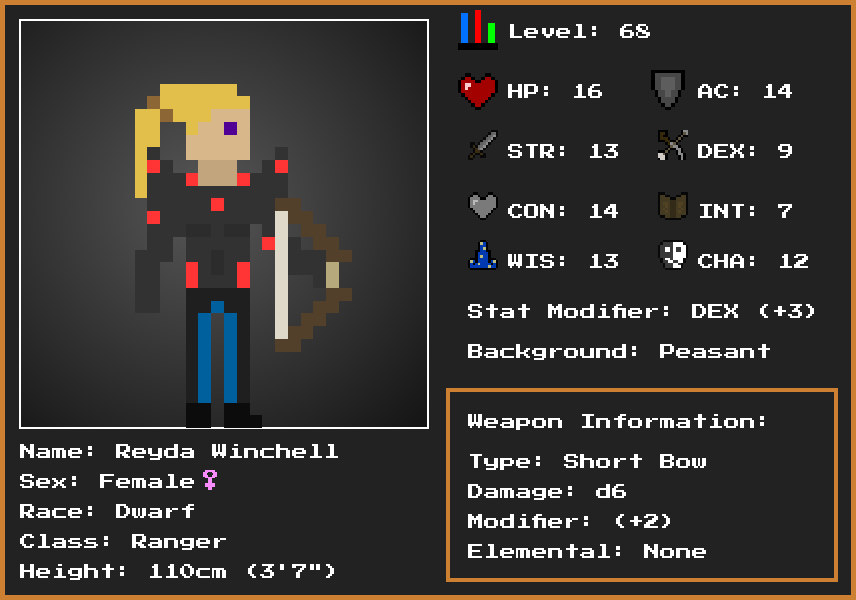 Level: 68
HP: 16 AC: 14
STR: 13 DEX: 9
CON: 14 INT: 7
WIS: 13 CHA: 12
Stat Modifier: DEX (+3)
Background: Peasant
Weapon Information:
Type: Short Bow
Damage: d6
Modifier: (+2)
Elemental: None
Name: Reyda Winchell
Sex: Female♀
Race: Dwarf
Class: Ranger
Height: 110cm (3'7")